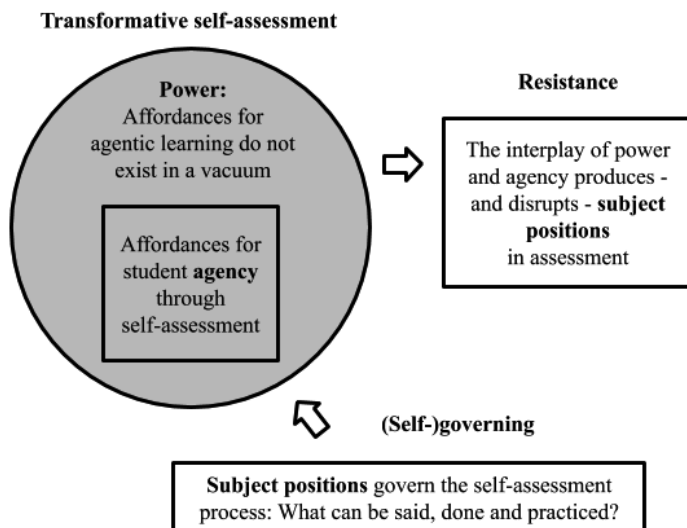 Transformative self-assessment
Power:
Affordances for
agentic learning do not
exist in a vacuum
Affordances for
student agency
through
self-assessment
Resistance
The interplay of power
and agency produces -
and disrupts - subject
positions
in assessment
(Self-)governing
Subject positions govern the self-assessment
process: What can be said, done and practiced?